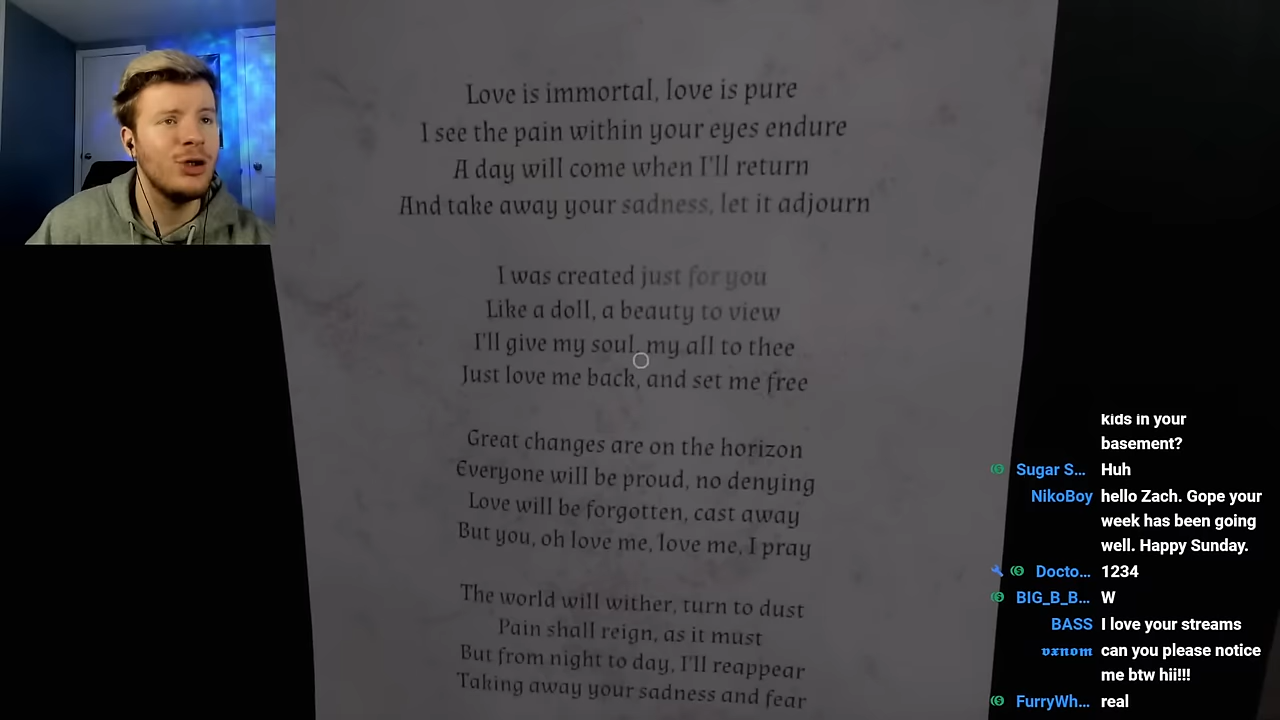 Love is immortal, love is pure
I see the pain within your eyes endure
A day will come when I'll return
And take away your sadness, let it adjourn
I was created just for you
Like a doll, a beauty to view
I'll give my soul, my all to thee
Just love me back, and set me free
Great changes are on the horizon
Everyone will be proud, no denying
Love will be forgotten, cast away
But you, oh love me, love me, I pray
The world will wither, turn to dust
Pain shall reign, as it must
But from night to day, I'll reappear
Taking away your sadness and fear
kids in your
basement?
Sugar S... Huh
NikoBoy hello Zach. Gope your
week has been going
well. Happy Sunday.
Docto... 1234
BIG_B_B... W
BASS I love your streams
vxnom can you please notice
me btw hii!!!
FurryWh... real